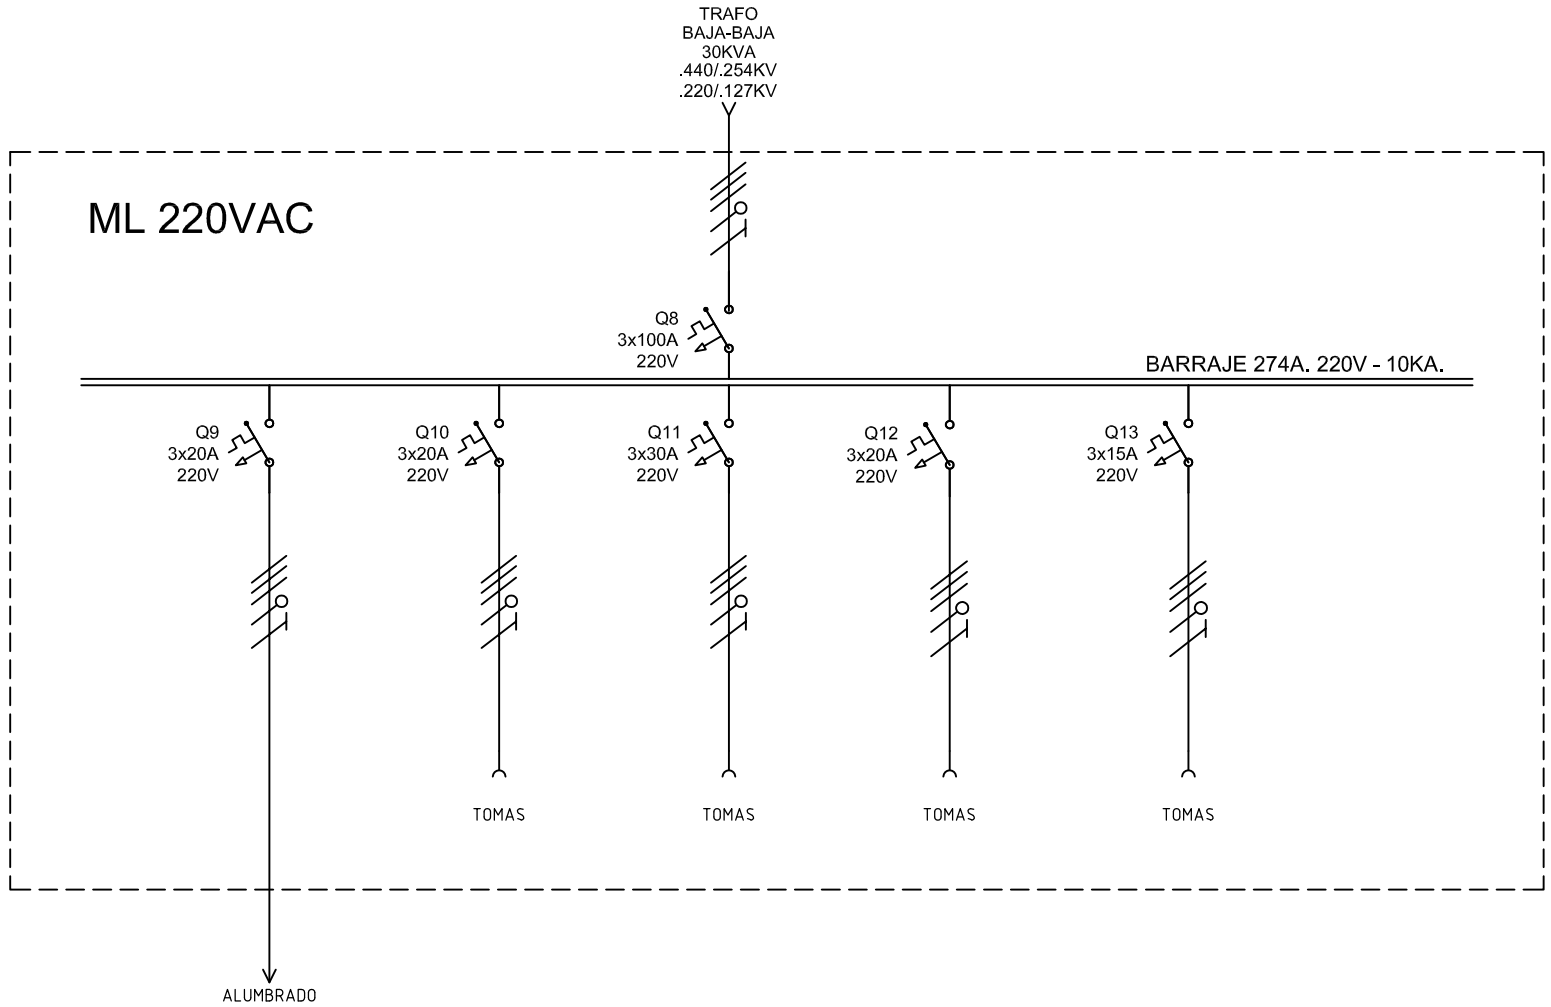 TRAFO
BAJA-BAJA
30KVA
.440/.254KV
.220/.127KV
ML 220VAC
Q8
3x100A
220V
BARRAJE 274A. 220V - 10KA.
Q9
3x20A
220V
Q10
3x20A
220V
Q11
3x30A
220V
Q12
3x20A
220V
Q13
3x15A
220V
TOMAS
TOMAS
TOMAS
TOMAS
ALUMBRADO